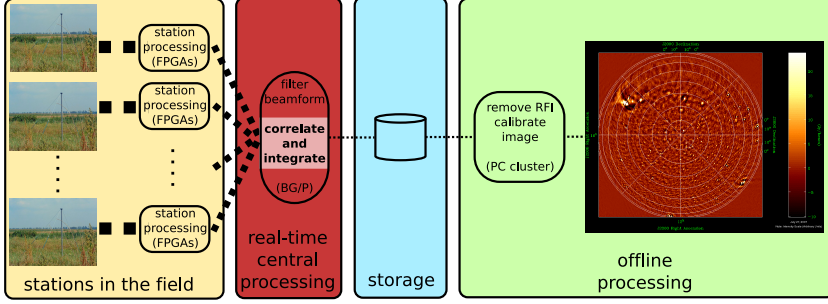 station
processing
(FPGAs)
station
processing
(FPGAs)
station
processing
(FPGAs)
stations in the field
filter
beamform
correlate
and
integrate
(BG/P)
real-time
central
processing
storage
remove RFI
calibrate
image
(PC cluster)
offline
processing